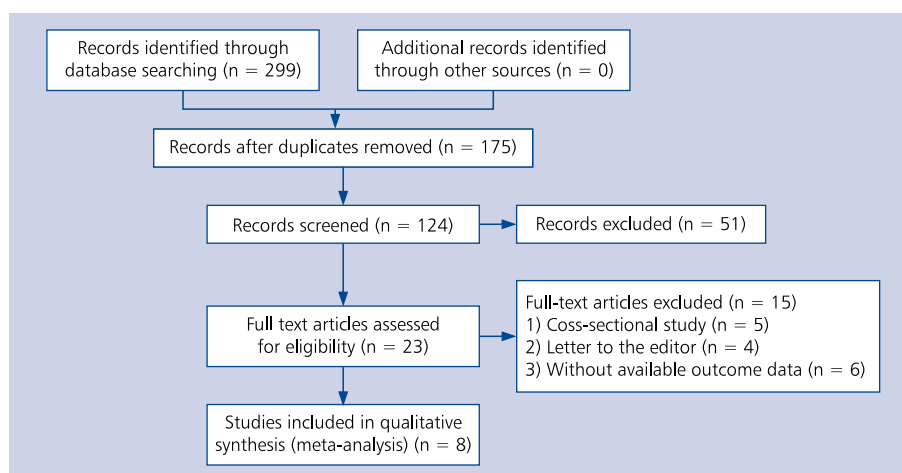 Records identified through
database searching (n = 299)
Additional records identified
through other sources (n = 0)
Records after duplicates removed (n = 175)
Records screened (n = 124)
Records excluded (n = 51)
Full text articles assessed
for eligibility (n = 23)
Full-text articles excluded (n = 15)
1) Coss-sectional study (n = 5)
2) Letter to the editor (n = 4)
3) Without available outcome data (n = 6)
Studies included in qualitative
synthesis (meta-analysis) (n = 8)